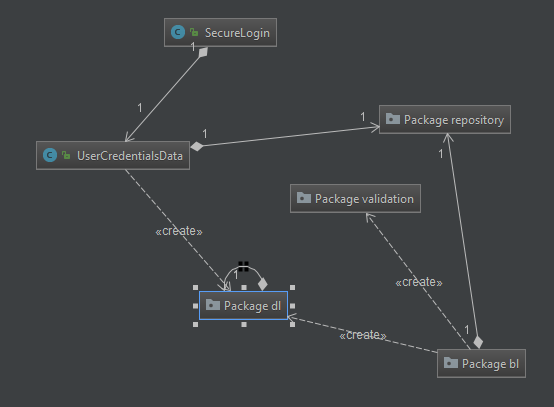 SecureLogin
1
1
1
Package repository
1
UserCredentialsData
1
Package validation
«create»
1
«create»
Package dl
1
«create»
Package bl